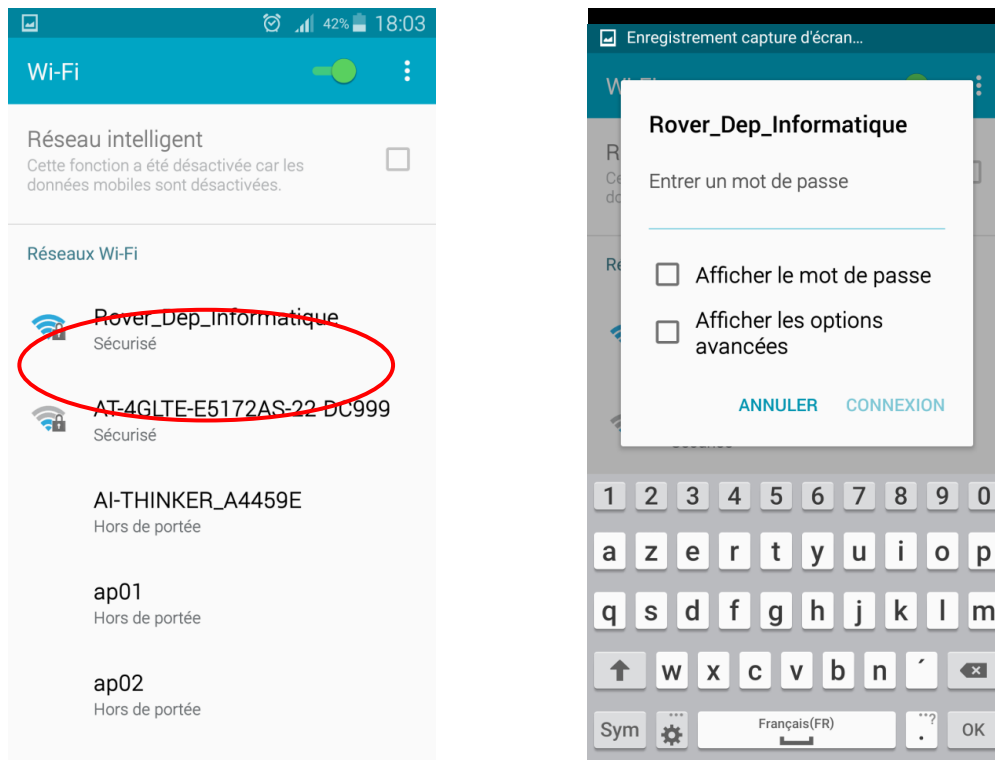 42% 18:03
Wi-Fi
Réseau intelligent
Cette fonction a été désactivée car les
données mobiles sont désactivées.
Réseaux Wi-Fi
Rover_Dep_Informatique
Sécurisé
AT-4GLTE-E5172AS-22-DC999
Sécurisé
AI-THINKER_A4459E
Hors de portée
ap01
Hors de portée
ap02
Hors de portée
Enregistrement capture d'écran...
Rover_Dep_Informatique
Entrer un mot de passe
Afficher le mot de passe
Afficher les options
avancées
ANNULER CONNEXION
1 2 3 4 5 6 7 8 9 0
a z e r t y u i o p
q s d f g h j k l m
w x c v b n ´
Sym Français(FR) . OK